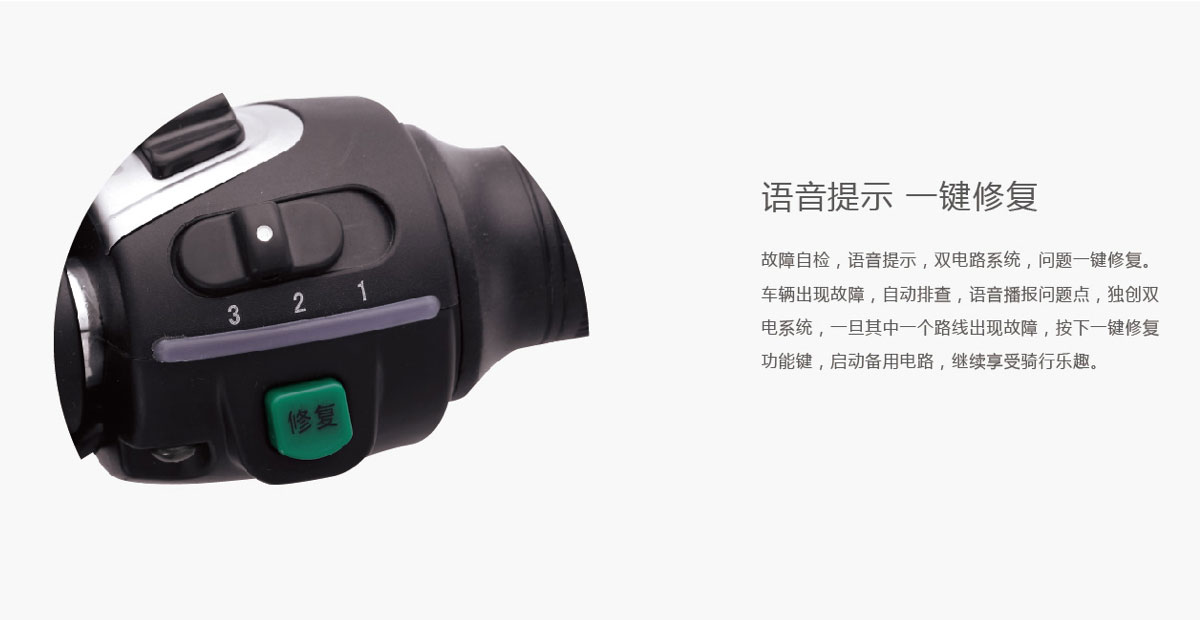 语音提示 一键修复
故障自检，语音提示，双电路系统，问题一键修复。
车辆出现故障，自动排查，语音播报问题点，独创双
电系统，一旦其中一个路线出现故障，按下一键修复
功能键，启动备用电路，继续享受骑行乐趣。
3 2 1
修复